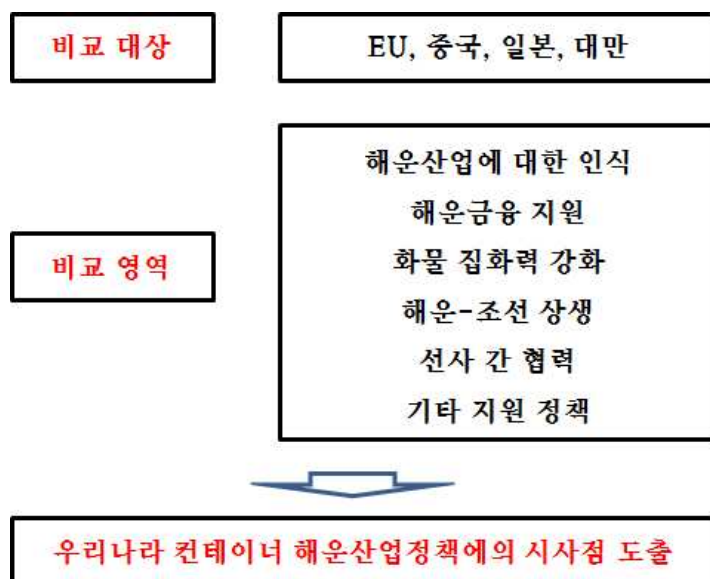 비교 대상
EU, 중국, 일본, 대만
비교 영역
해운산업에 대한 인식
해운금융 지원
화물 집화력 강화
해운-조선 상생
선사 간 협력
기타 지원 정책
우리나라 컨테이너 해운산업정책에의 시사점 도출